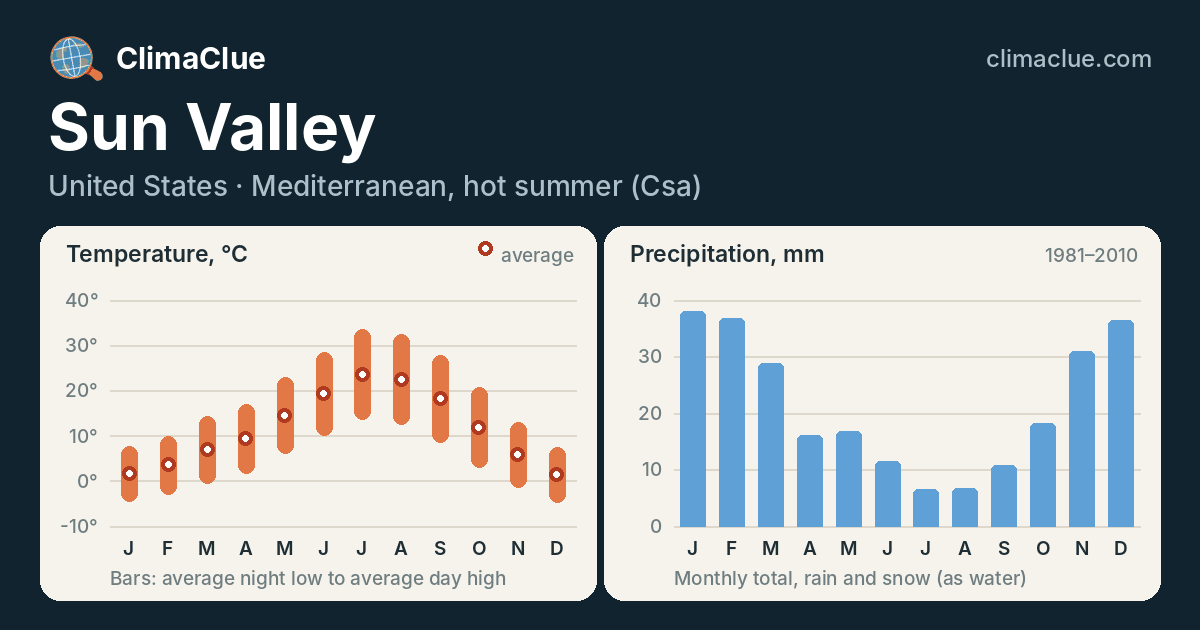 ClimaClue
climaclue.com
Sun Valley
United States · Mediterranean, hot summer (Csa)
Temperature, °C
average
40°
30°
20°
10°
0°
-10°
J F M A M J J A S O N D
Bars: average night low to average day high
Precipitation, mm
1981–2010
40
30
20
10
0
J F M A M J J A S O N D
Monthly total, rain and snow (as water)